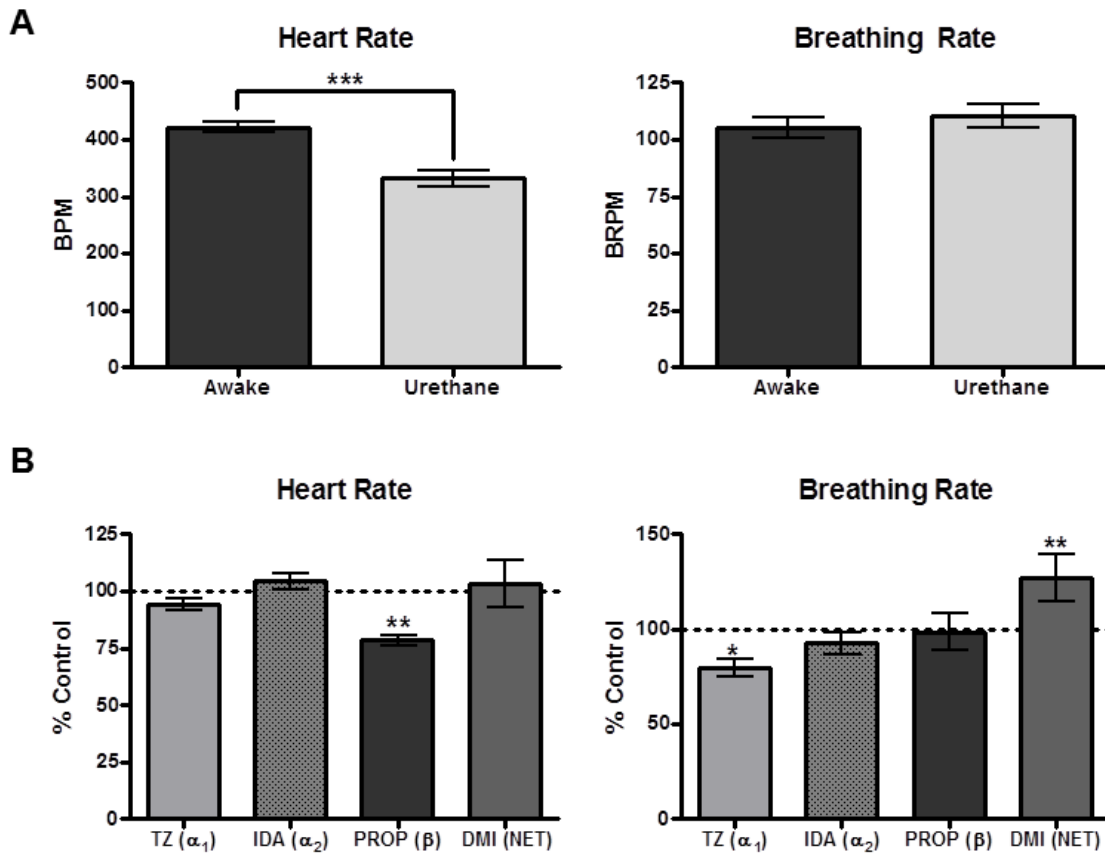 A
Heart Rate
Breathing Rate
***
500
400
300
200
100
0
BPM
Awake
Urethane
125
100
75
50
25
0
BRPM
Awake
Urethane
B
Heart Rate
Breathing Rate
125
100
75
50
25
0
% Control
**
TZ (α₁)
IDA (α₂)
PROP (β)
DMI (NET)
150
100
50
0
% Control
*
**
TZ (α₁)
IDA (α₂)
PROP (β)
DMI (NET)